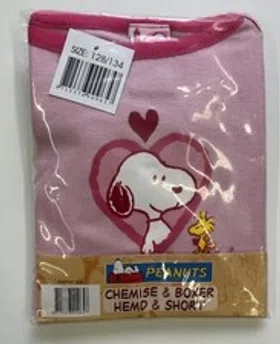 SIZE: 128/134
PEANUTS
CHEMISE & BOXER
HEMD & SHORT